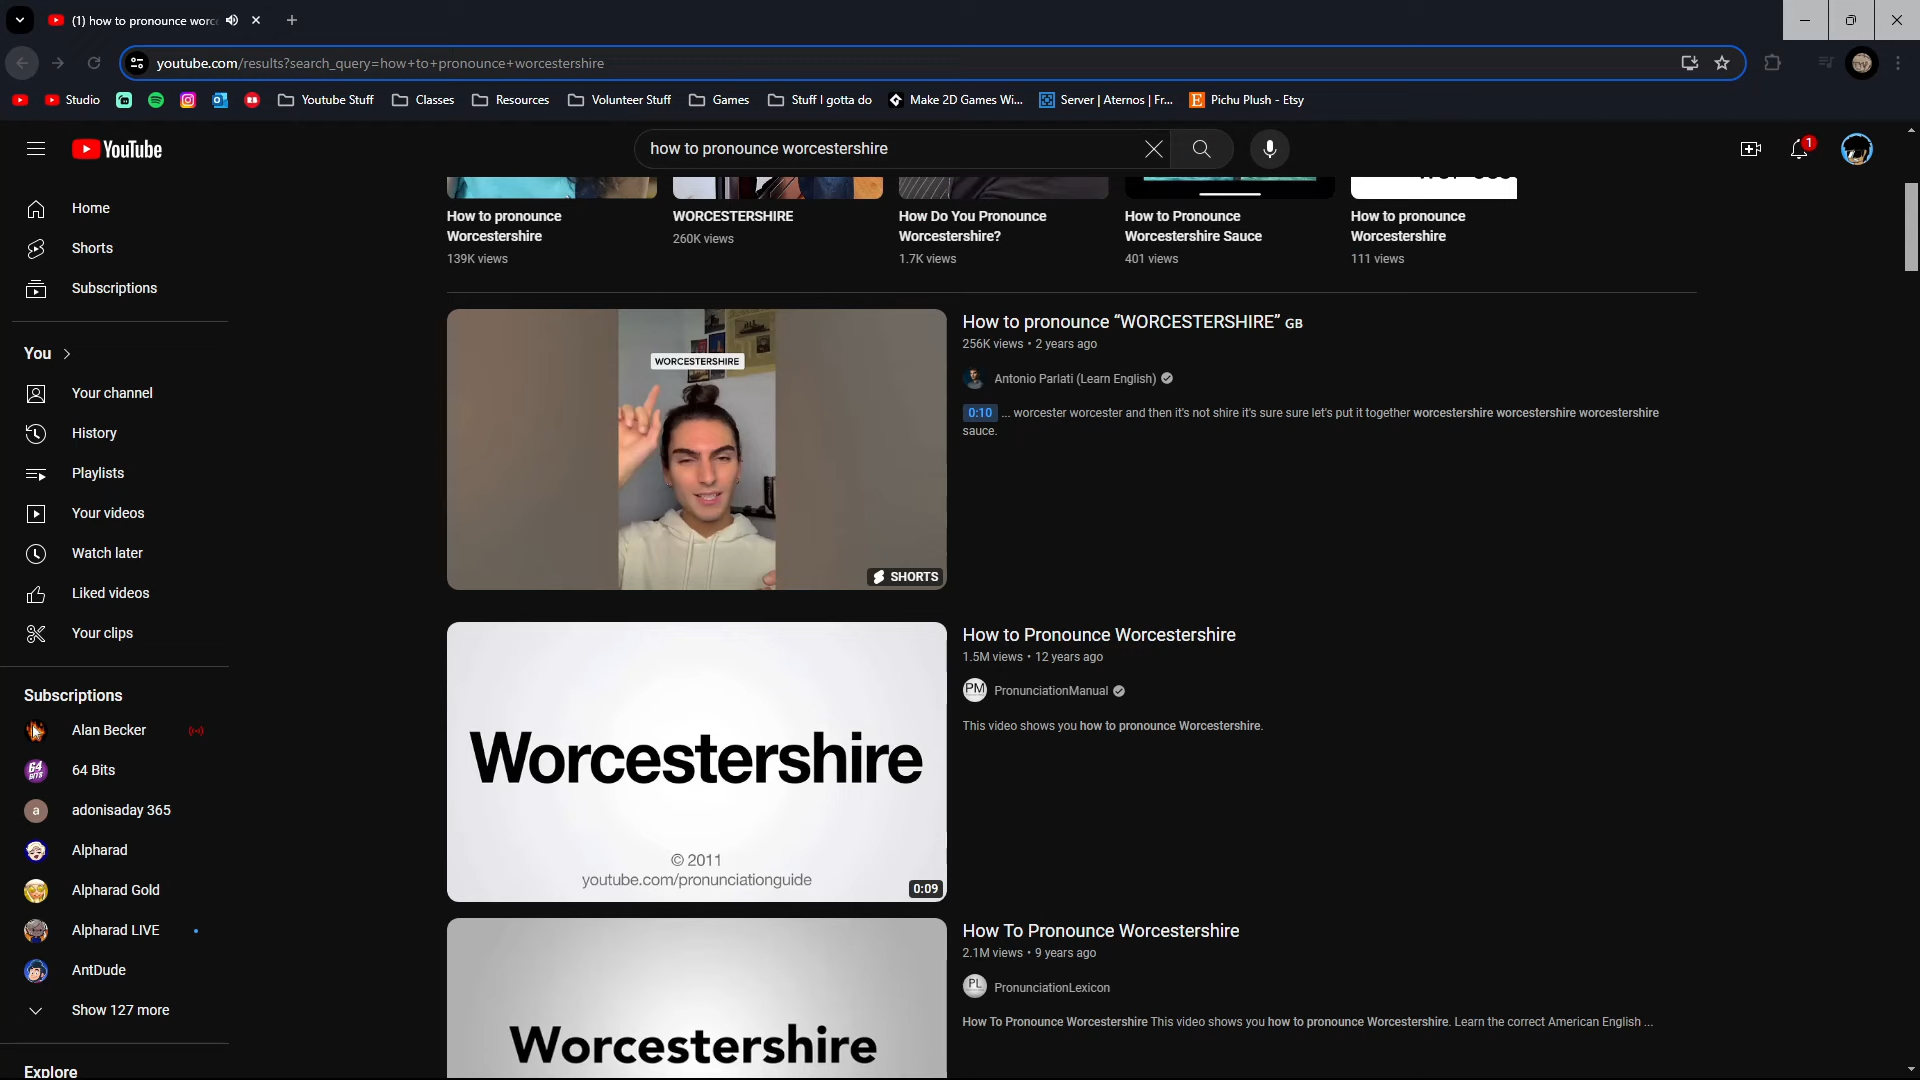 (1) how to pronounce worc
youtube.com/results?search_query=how+to+pronounce+worcestershire
Studio
Youtube Stuff
Classes
Resources
Volunteer Stuff
Games
Stuff I gotta do
Make 2D Games Wi...
Server | Aternos | Fr...
Pichu Plush - Etsy
YouTube
how to pronounce worcestershire
1
Home
Shorts
Subscriptions
You
Your channel
History
Playlists
Your videos
Watch later
Liked videos
Your clips
Subscriptions
Alan Becker
64 Bits
adonisaday 365
Alpharad
Alpharad Gold
Alpharad LIVE
AntDude
Show 127 more
Explore
How to pronounce
Worcestershire
139K views
WORCESTERSHIRE
260K views
How Do You Pronounce
Worcestershire?
1.7K views
How to Pronounce
Worcestershire Sauce
401 views
How to pronounce
Worcestershire
111 views
WORCESTERSHIRE
SHORTS
How to pronounce “WORCESTERSHIRE” GB
256K views • 2 years ago
Antonio Parlati (Learn English)
0:10 ... worcester worcester and then it's not shire it's sure sure let's put it together worcestershire worcestershire worcestershire
sauce.
Worcestershire
© 2011
youtube.com/pronunciationguide
0:09
How to Pronounce Worcestershire
1.5M views • 12 years ago
PM PronunciationManual
This video shows you how to pronounce Worcestershire.
Worcestershire
How To Pronounce Worcestershire
2.1M views • 9 years ago
PL PronunciationLexicon
How To Pronounce Worcestershire This video shows you how to pronounce Worcestershire. Learn the correct American English ...